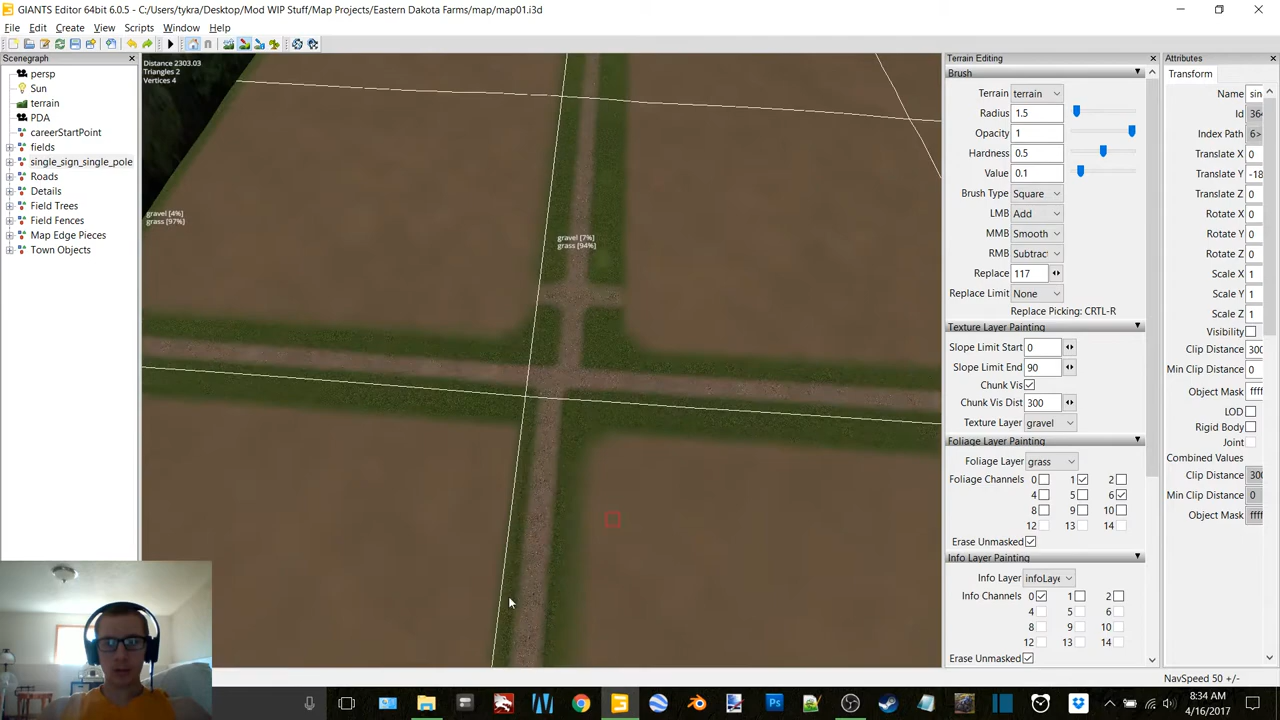 GIANTS Editor 64bit 6.0.5 - C:/Users/tykra/Desktop/Mod WIP Stuff/Map Projects/Eastern Dakota Farms/map/map01.i3d
File Edit Create View Scripts Window Help
Scenegraph
persp
Sun
terrain
PDA
careerStartPoint
fields
single_sign_single_pole
Roads
Details
Field Trees
Field Fences
Map Edge Pieces
Town Objects
Distance 2303.03
Triangles 2
Vertices 4
gravel [4%]
grass [97%]
gravel [7%]
grass [94%]
Terrain Editing
Brush
Terrain terrain
Radius 1.5
Opacity 1
Hardness 0.5
Value 0.1
Brush Type Square
LMB Add
MMB Smooth
RMB Subtract
Replace 117
Replace Limit None
Replace Picking: CRTL-R
Texture Layer Painting
Slope Limit Start 0
Slope Limit End 90
Chunk Vis
Chunk Vis Dist 300
Texture Layer gravel
Foliage Layer Painting
Foliage Layer grass
Foliage Channels 0 1 2
4 5 6
8 9 10
12 13 14
Erase Unmasked
Info Layer Painting
Info Layer infoLaye
Info Channels 0 1 2
4 5 6
8 9 10
12 13 14
Erase Unmasked
Attributes
Transform
Name sin
Id 36
Index Path 6>
Translate X 0
Translate Y -18
Translate Z 0
Rotate X 0
Rotate Y 0
Rotate Z 0
Scale X 1
Scale Y 1
Scale Z 1
Visibility
Clip Distance 300
Min Clip Distance 0
Object Mask ffff
LOD
Rigid Body
Joint
Combined Values
Clip Distance 300
Min Clip Distance 0
Object Mask ffff
NavSpeed 50 +/-
8:34 AM
4/16/2017